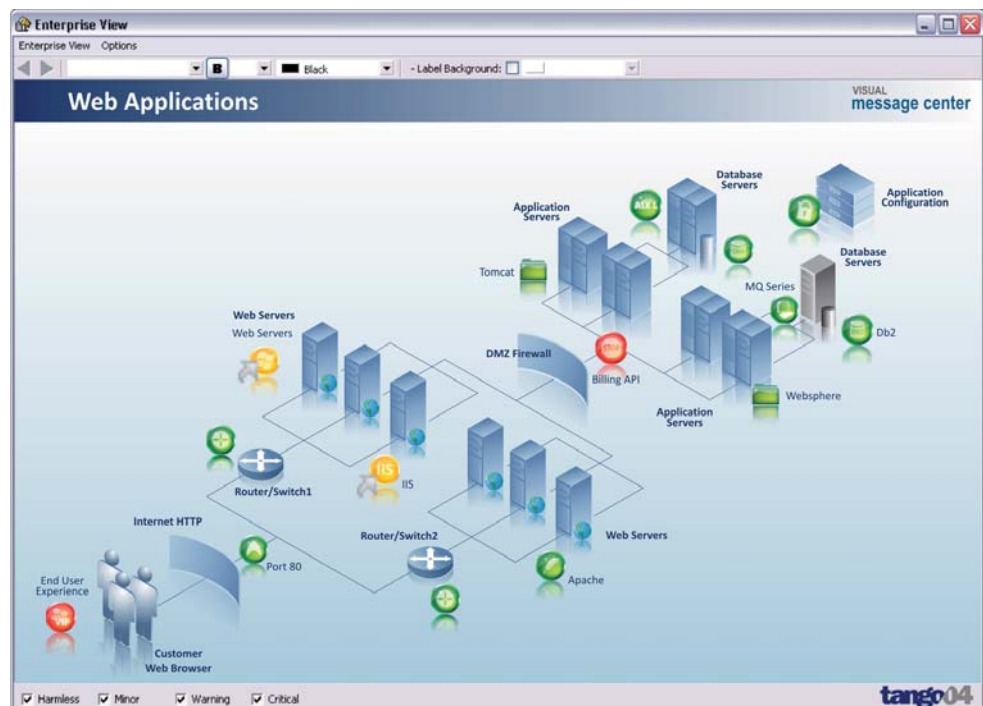 Enterprise View
Enterprise View Options
B Black - Label Background:
Web Applications
VISUAL
message center
Database
Servers
Application
Servers
Application
Configuration
Tomcat
Database
Servers
MQ Series
Db2
Web Servers
Web Servers
DMZ Firewall
STOP
Billing API
Websphere
Application
Servers
IIS
IIS
Router/Switch1
Internet HTTP
Router/Switch2
Web Servers
Port 80
Apache
End User
Experience
VIP
Customer
Web Browser
Harmless Minor Warning Critical
tango04